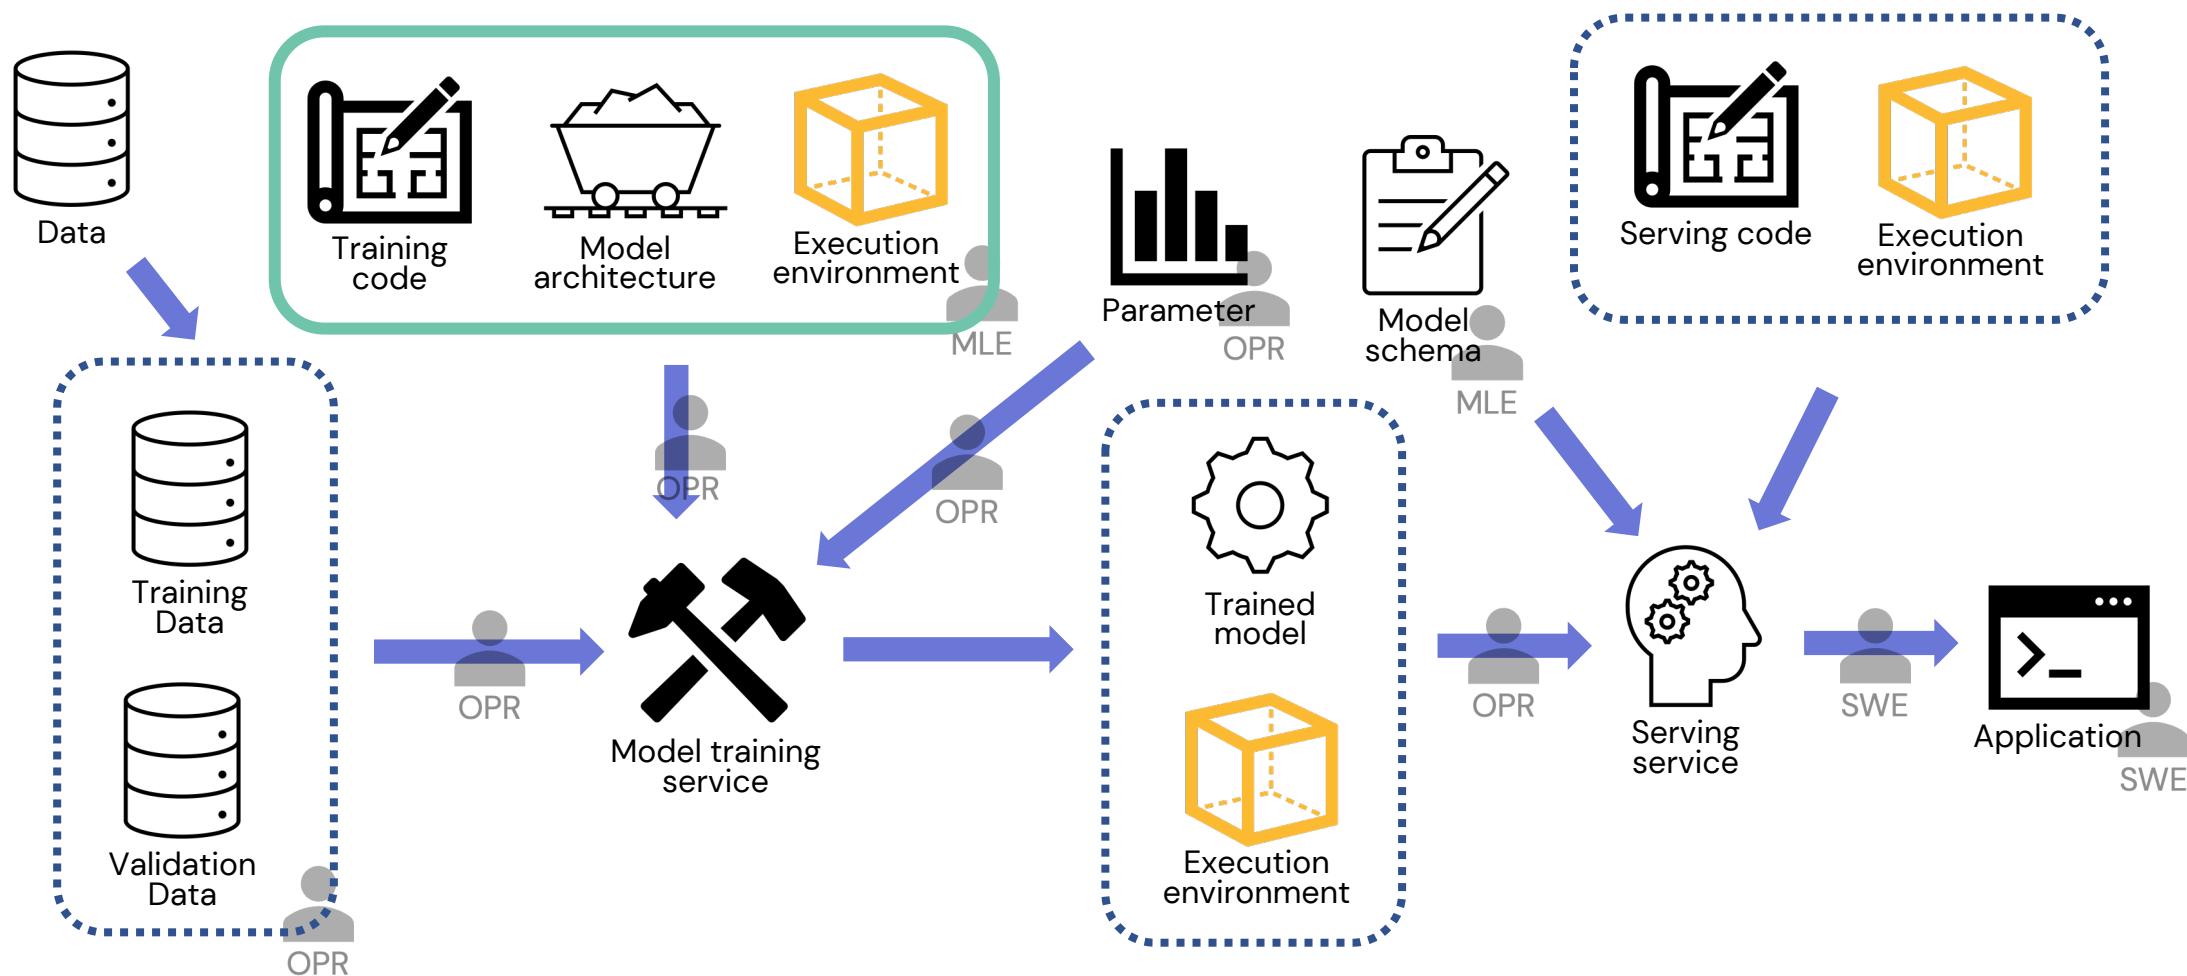 Data
Training
code
Model
architecture
Execution
environment
MLE
Parameter
OPR
Model
schema
MLE
Serving code
Execution
environment
OPR
OPR
Training
Data
Validation
Data
OPR
OPR
Model training
service
Trained
model
Execution
environment
OPR
Serving
service
SWE
Application
SWE